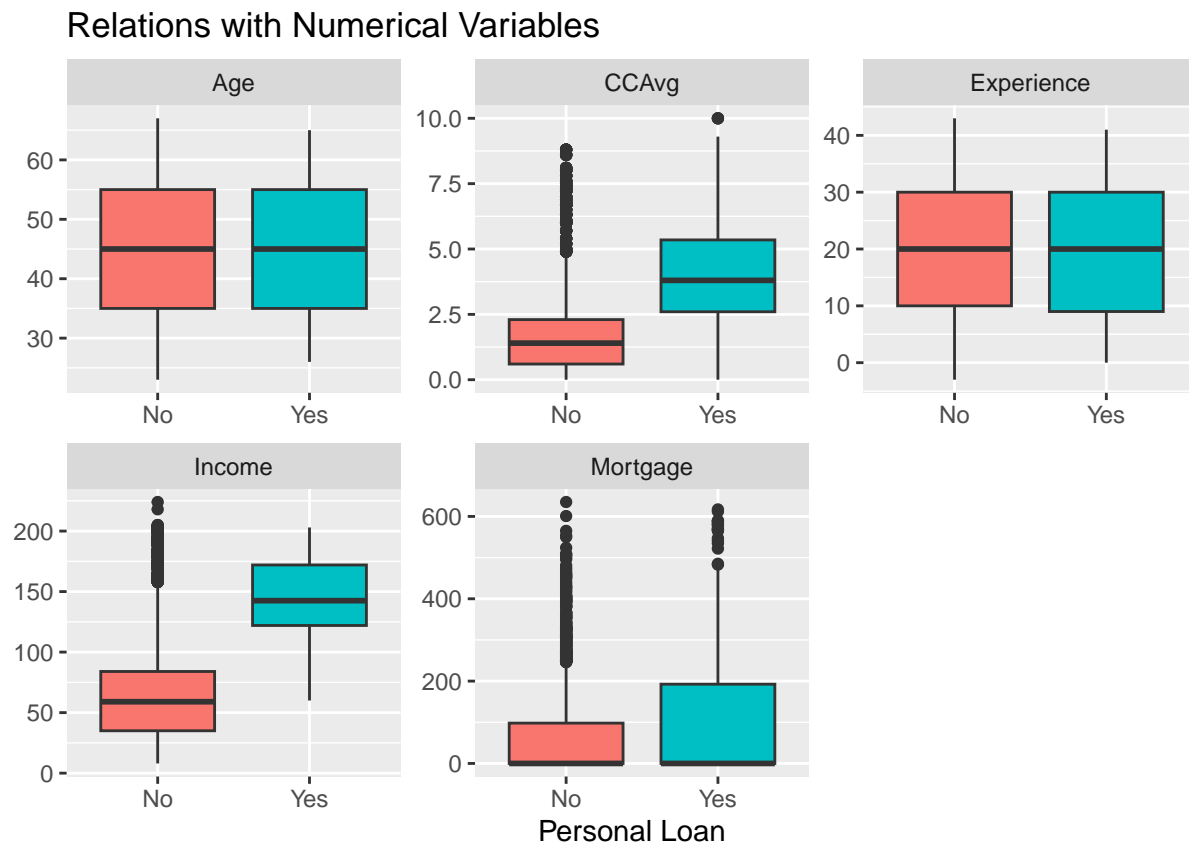 Relations with Numerical Variables
Age
CCAvg
Experience
60
50
40
30
10.0
7.5
5.0
2.5
0.0
40
30
20
10
0
No
Yes
No
Yes
No
Yes
Income
Mortgage
200
150
100
50
0
600
400
200
0
No
Yes
No
Yes
Personal Loan